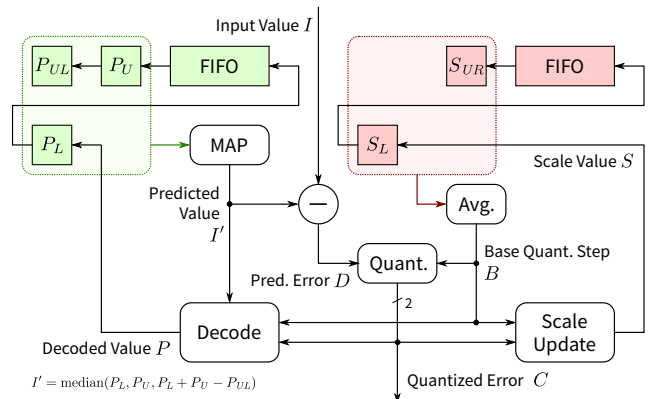 Input Value I
P_UL
P_U
FIFO
S_UR
FIFO
P_L
MAP
S_L
Scale Value S
Predicted
Value
I′
−
Avg.
Quant.
Base Quant. Step
B
Pred. Error D
2
Decode
Scale
Update
Decoded Value P
I′ = median(P_L, P_U, P_L + P_U − P_UL)
Quantized Error C